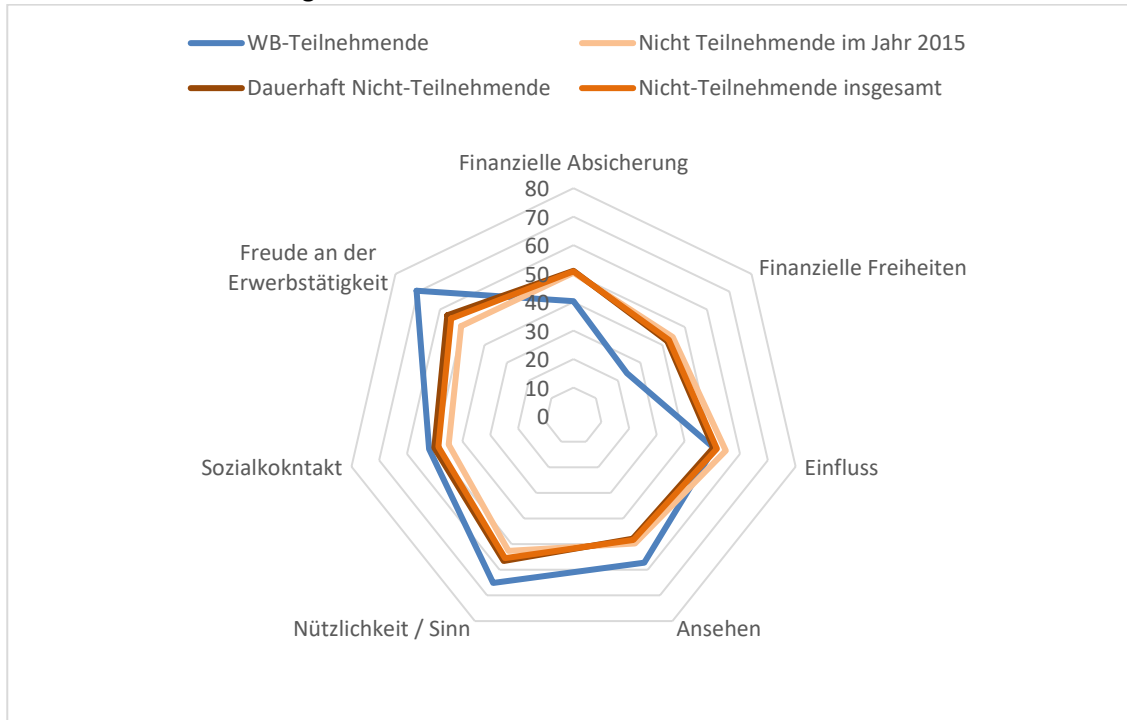 WB-Teilnehmende
Nicht Teilnehmende im Jahr 2015
Dauerhaft Nicht-Teilnehmende
Nicht-Teilnehmende insgesamt
Finanzielle Absicherung
80
70
60
50
40
30
20
10
0
Finanzielle Freiheiten
Einfluss
Ansehen
Nützlichkeit / Sinn
Sozialkokntakt
Freude an der
Erwerbstätigkeit